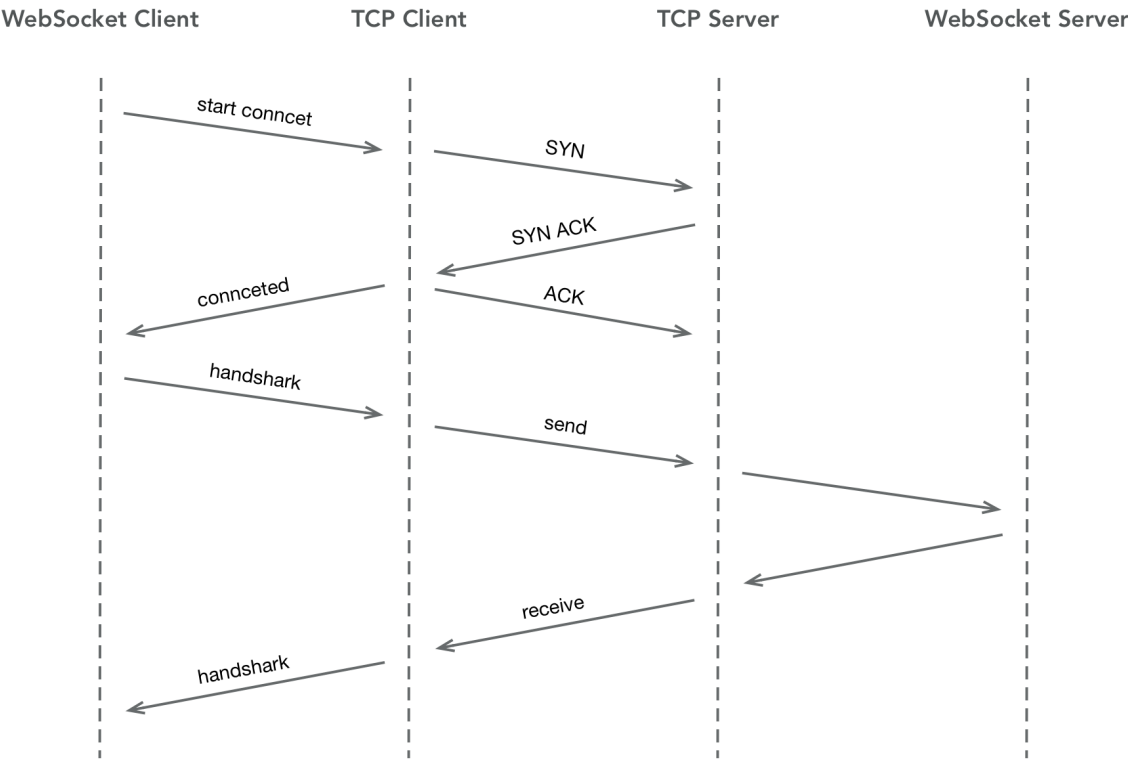 WebSocket Client
TCP Client
TCP Server
WebSocket Server
start conncet
SYN
SYN ACK
connceted
ACK
handshark
send
receive
handshark